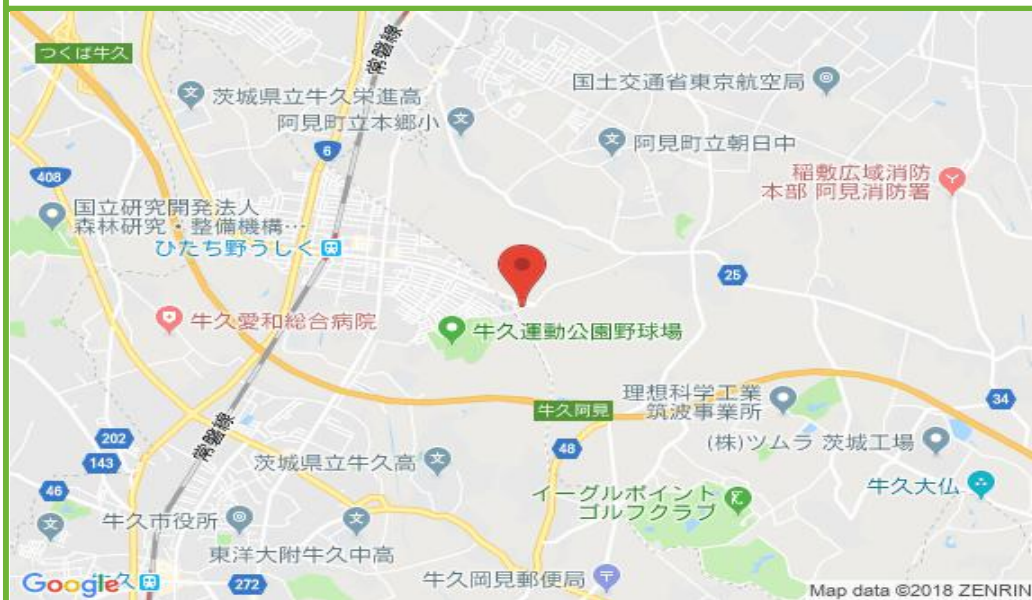 つくば牛久
常磐線
茨城県立牛久栄進高
国土交通省東京航空局
阿見町立本郷小
6
阿見町立朝日中
408
稲敷広域消防
本部 阿見消防署
国立研究開発法人
森林研究・整備機構…
ひたち野うしく
25
牛久愛和総合病院
牛久運動公園野球場
理想科学工業
筑波事業所
34
牛久阿見
202
常磐線
48
(株)ツムラ 茨城工場
143
茨城県立牛久高
46
イーグルポイント
ゴルフクラブ
牛久大仏
牛久市役所
東洋大附牛久中高
Google
牛久
272
牛久岡見郵便局
Map data ©2018 ZENRIN